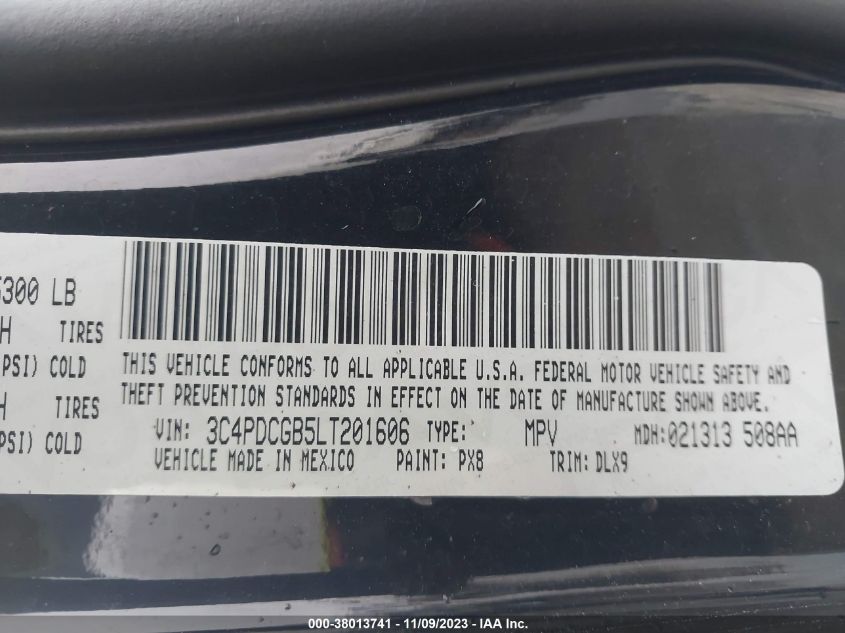 5300 LB
H TIRES
PSI) COLD
H TIRES
PSI) COLD
THIS VEHICLE CONFORMS TO ALL APPLICABLE U.S.A. FEDERAL MOTOR VEHICLE SAFETY AND
THEFT PREVENTION STANDARDS IN EFFECT ON THE DATE OF MANUFACTURE SHOWN ABOVE.
VIN: 3C4PDCGB5LT201606 TYPE: MPV MDH:021313 508AA
VEHICLE MADE IN MEXICO PAINT: PX8 TRIM: DLX9
000-38013741 - 11/09/2023 - IAA Inc.